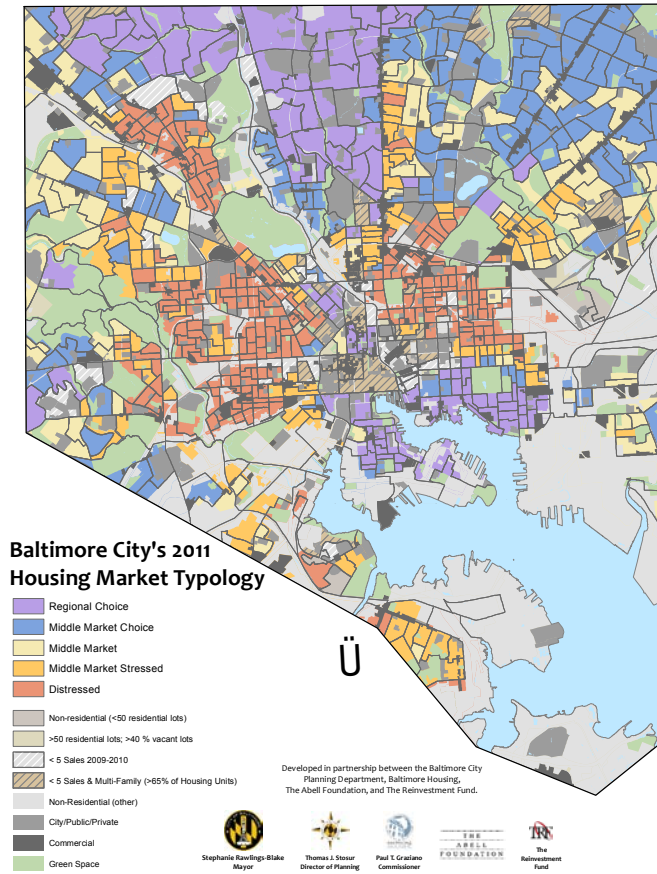 Baltimore City's 2011
Housing Market Typology
Regional Choice
Middle Market Choice
Middle Market
Middle Market Stressed
Distressed
Non-residential (<50 residential lots)
>50 residential lots; >40 % vacant lots
< 5 Sales 2009-2010
< 5 Sales & Multi-Family (>65% of Housing Units)
Non-Residential (other)
City/Public/Private
Commercial
Green Space
Ü
Developed in partnership between the Baltimore City
Planning Department, Baltimore Housing,
The Abell Foundation, and The Reinvestment Fund.
Stephanie Rawlings-Blake
Mayor
Thomas J. Stosur
Director of Planning
Paul T. Graziano
Commissioner
THE
ABELL
FOUNDATION
TRF
The
Reinvestment
Fund